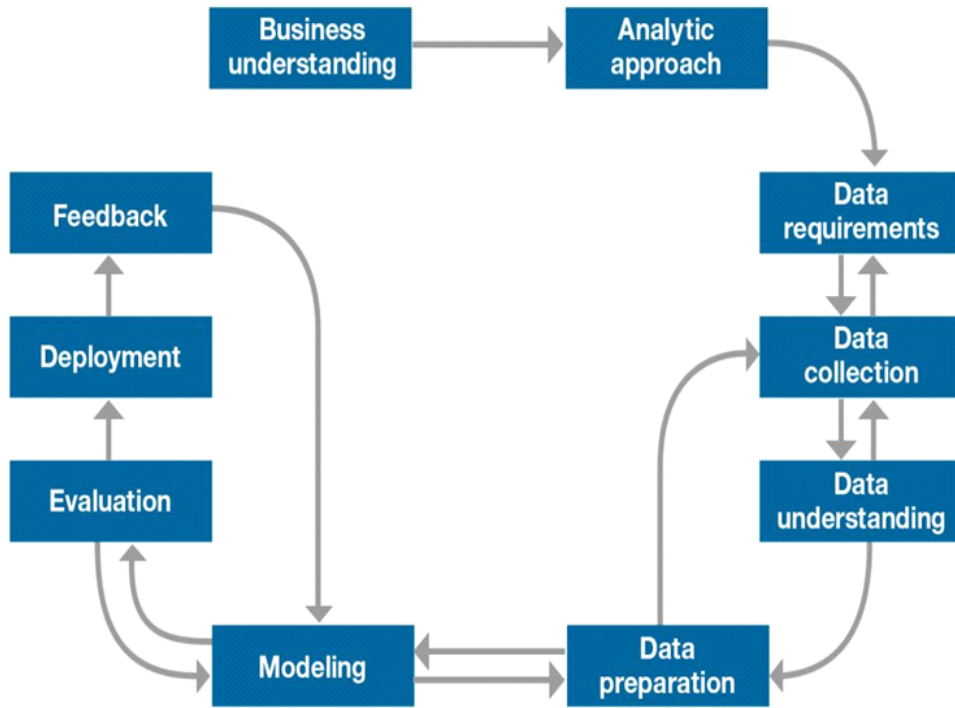 Business
understanding
Analytic
approach
Data
requirements
Data
collection
Data
understanding
Data
preparation
Modeling
Evaluation
Deployment
Feedback